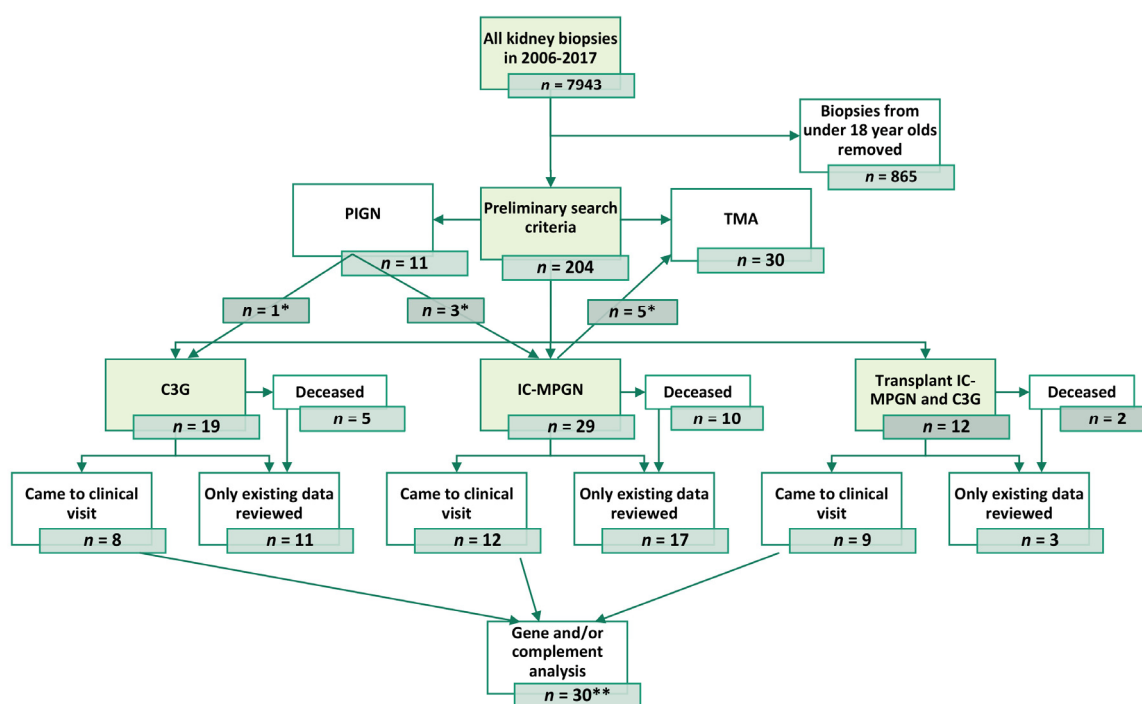 All kidney biopsies
in 2006-2017
n = 7943
Biopsies from
under 18 year olds
removed
n = 865
PIGN
n = 11
Preliminary search
criteria
n = 204
TMA
n = 30
n = 1*
n = 3*
n = 5*
C3G
n = 19
Deceased
n = 5
IC-MPGN
n = 29
Deceased
n = 10
Transplant IC-
MPGN and C3G
n = 12
Deceased
n = 2
Came to clinical
visit
n = 8
Only existing data
reviewed
n = 11
Came to clinical
visit
n = 12
Only existing data
reviewed
n = 17
Came to clinical
visit
n = 9
Only existing data
reviewed
n = 3
Gene and/or
complement
analysis
n = 30**